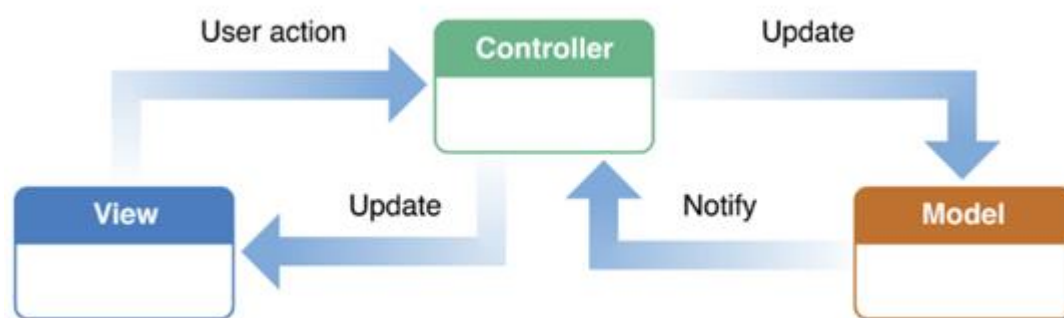 User action
Controller
Update
View
Update
Notify
Model